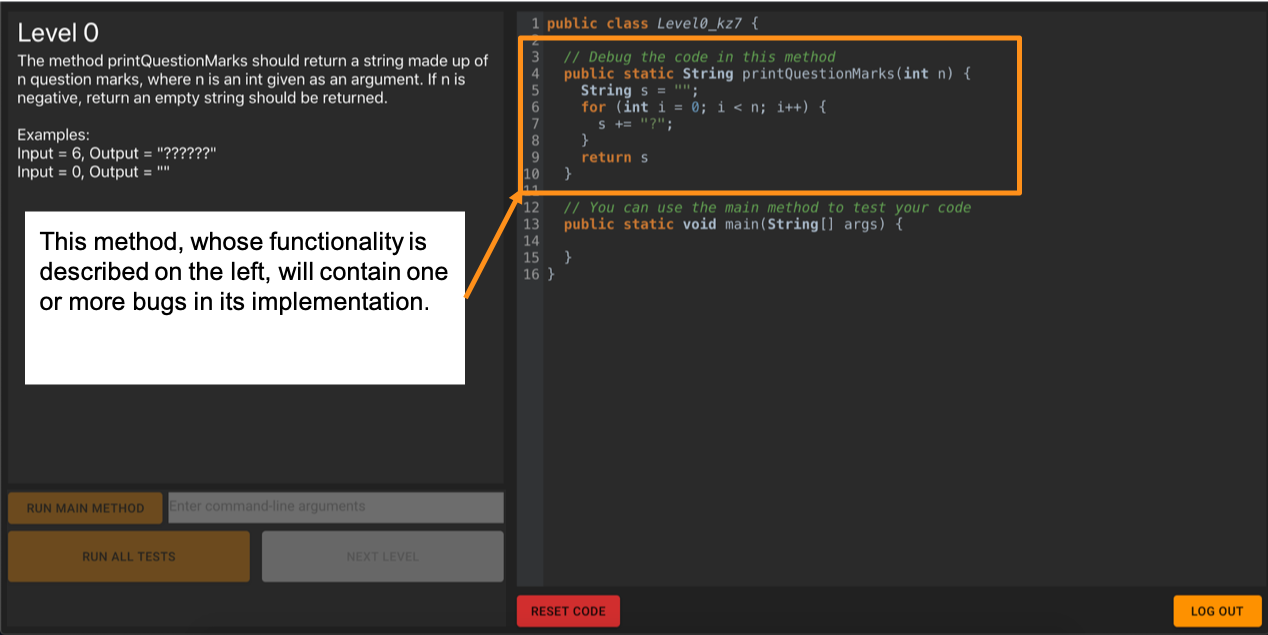 Level 0
The method printQuestionMarks should return a string made up of
n question marks, where n is an int given as an argument. If n is
negative, return an empty string should be returned.
Examples:
Input = 6, Output = "??????"
Input = 0, Output = ""
This method, whose functionality is
described on the left, will contain one
or more bugs in its implementation.
RUN MAIN METHOD
Enter command-line arguments
RUN ALL TESTS
NEXT LEVEL
1 public class Level0_kz7 {
2
3 // Debug the code in this method
4 public static String printQuestionMarks(int n) {
5 String s = "";
6 for (int i = 0; i < n; i++) {
7 s += "?";
8 }
9 return s
10 }
11
12 // You can use the main method to test your code
13 public static void main(String[] args) {
14
15 }
16 }
RESET CODE
LOG OUT